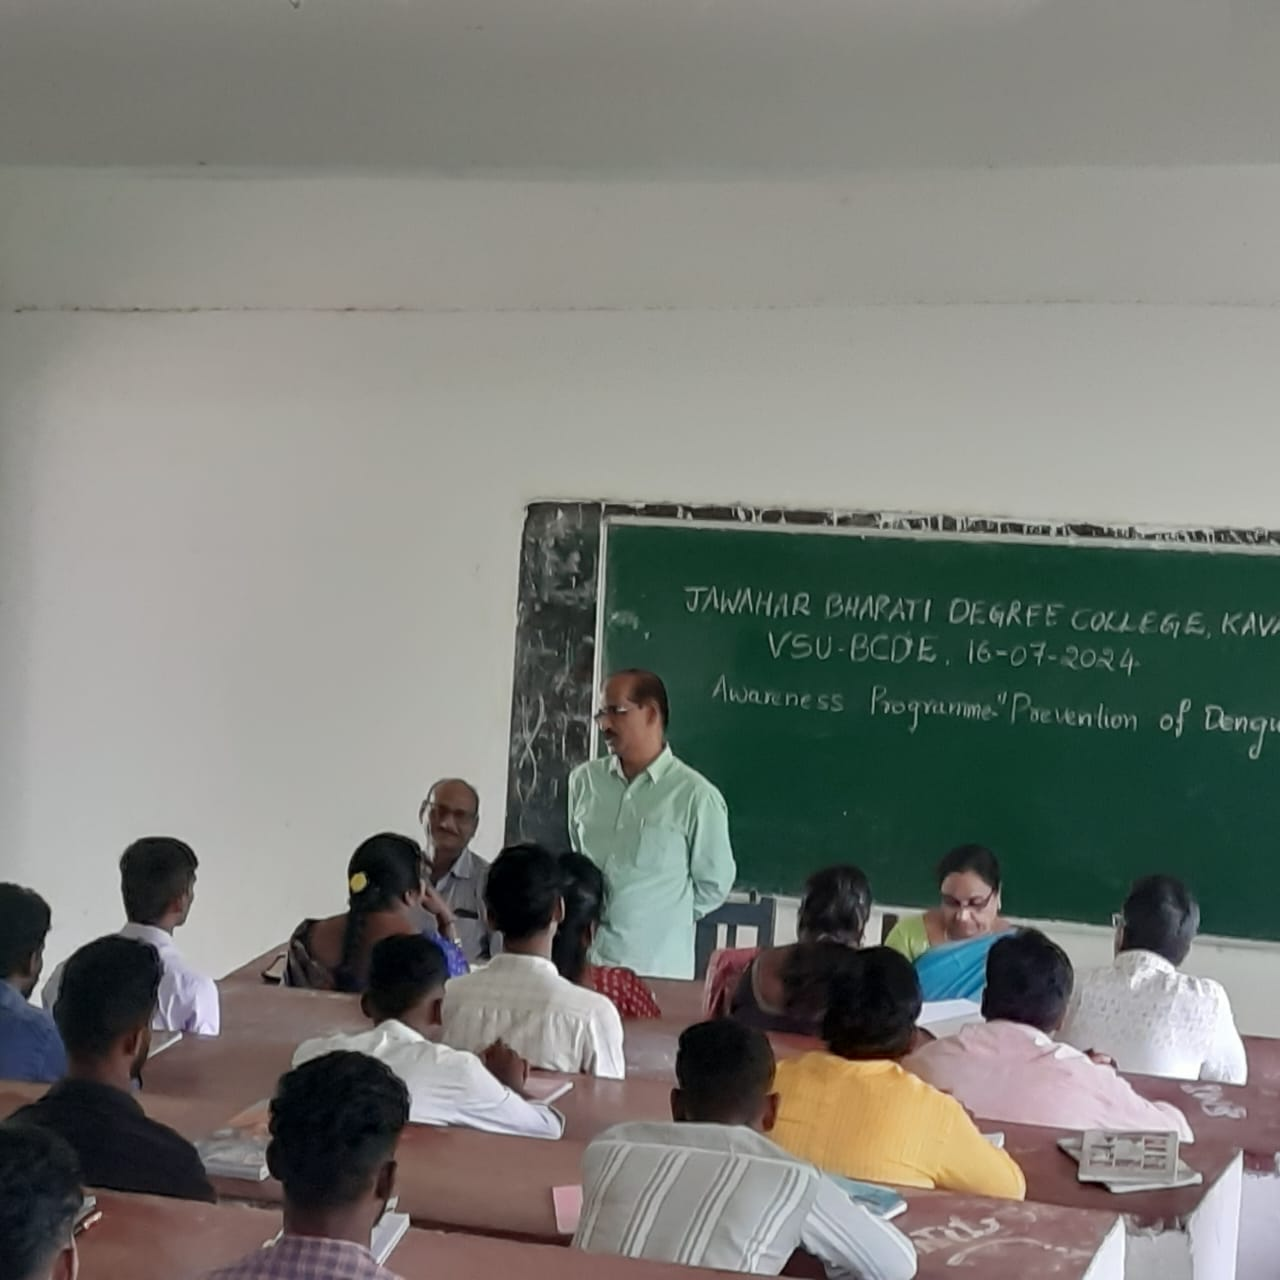 JAWAHAR BHARATI DEGREE COLLEGE, KAVA
VSU-BCDE, 16-07-2024
Awareness Programme-"Prevention of Dengu